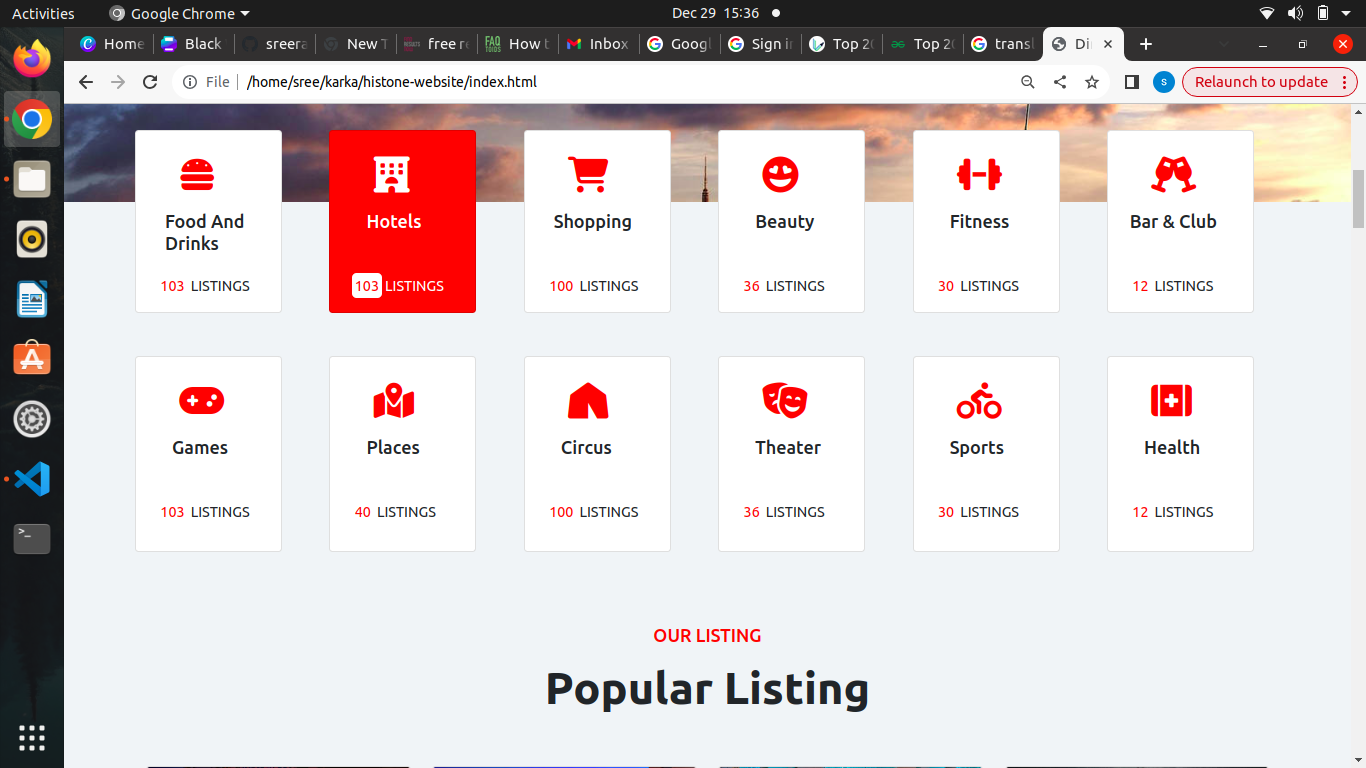 Activities Google Chrome Dec 29 15:36
Home Black sreera New T free re How t Inbox Googl Sign in Top 20 Top 20 transl Di
File /home/sree/karka/histone-website/index.html s Relaunch to update
Food And Drinks
103 LISTINGS
Hotels
103 LISTINGS
Shopping
100 LISTINGS
Beauty
36 LISTINGS
Fitness
30 LISTINGS
Bar & Club
12 LISTINGS
Games
103 LISTINGS
Places
40 LISTINGS
Circus
100 LISTINGS
Theater
36 LISTINGS
Sports
30 LISTINGS
Health
12 LISTINGS
OUR LISTING
Popular Listing